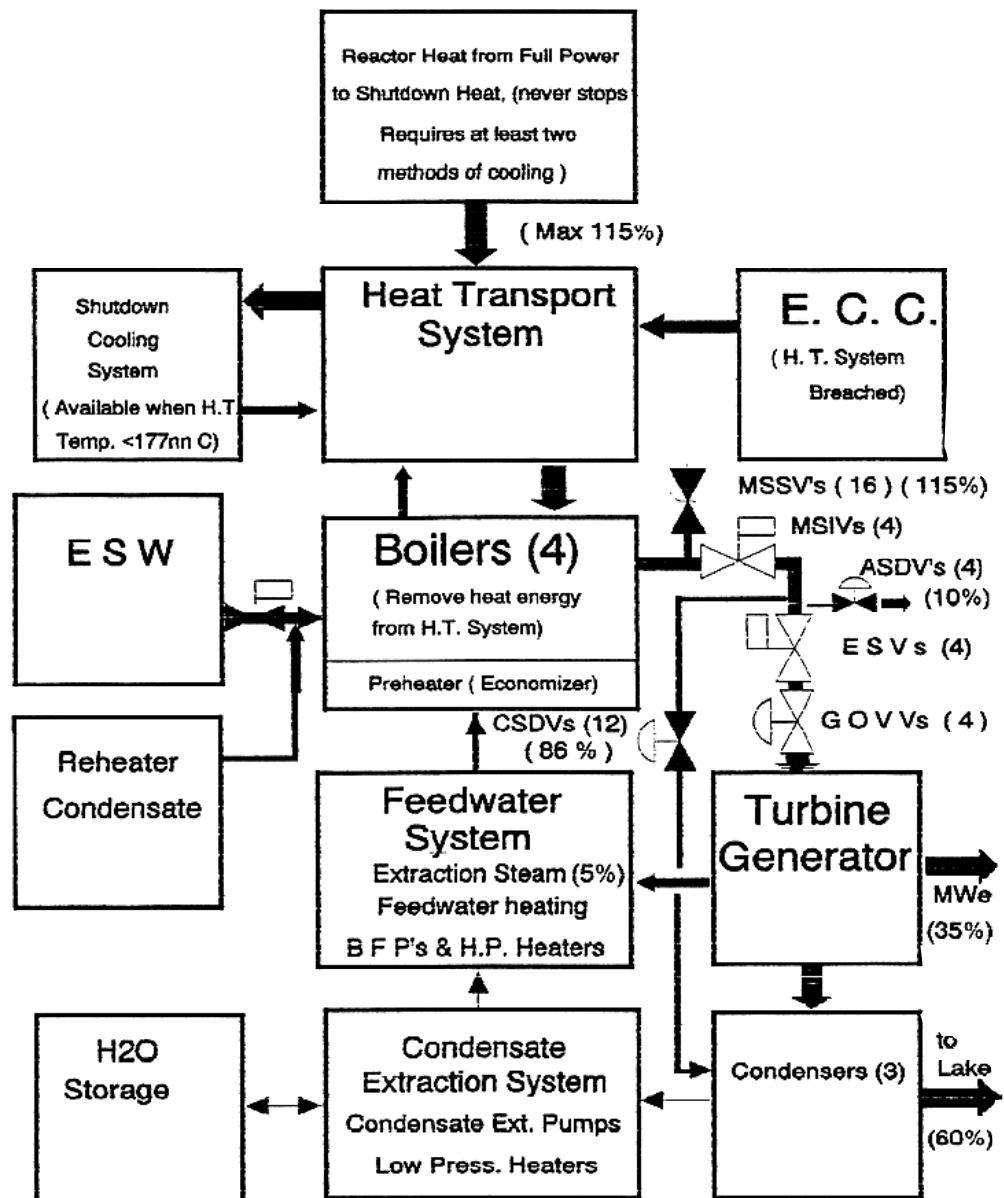 Reactor Heat from Full Power
to Shutdown Heat, (never stops
Requires at least two
methods of cooling )
( Max 115%)
Shutdown
Cooling
System
( Available when H.T.
Temp. <177nn C)
Heat Transport
System
E. C. C.
( H. T. System
Breached)
MSSV's ( 16 ) ( 115%)
MSIVs (4)
ASDV's (4)
(10%)
E S V s (4)
G O V V s ( 4 )
E S W
Boilers (4)
( Remove heat energy
from H.T. System)
Preheater ( Economizer)
CSDVs (12)
( 86 % )
Reheater
Condensate
Feedwater
System
Extraction Steam (5%)
Feedwater heating
B F P's & H.P. Heaters
Turbine
Generator
MWe
(35%)
H2O
Storage
Condensate
Extraction System
Condensate Ext. Pumps
Low Press. Heaters
Condensers (3)
to
Lake
(60%)